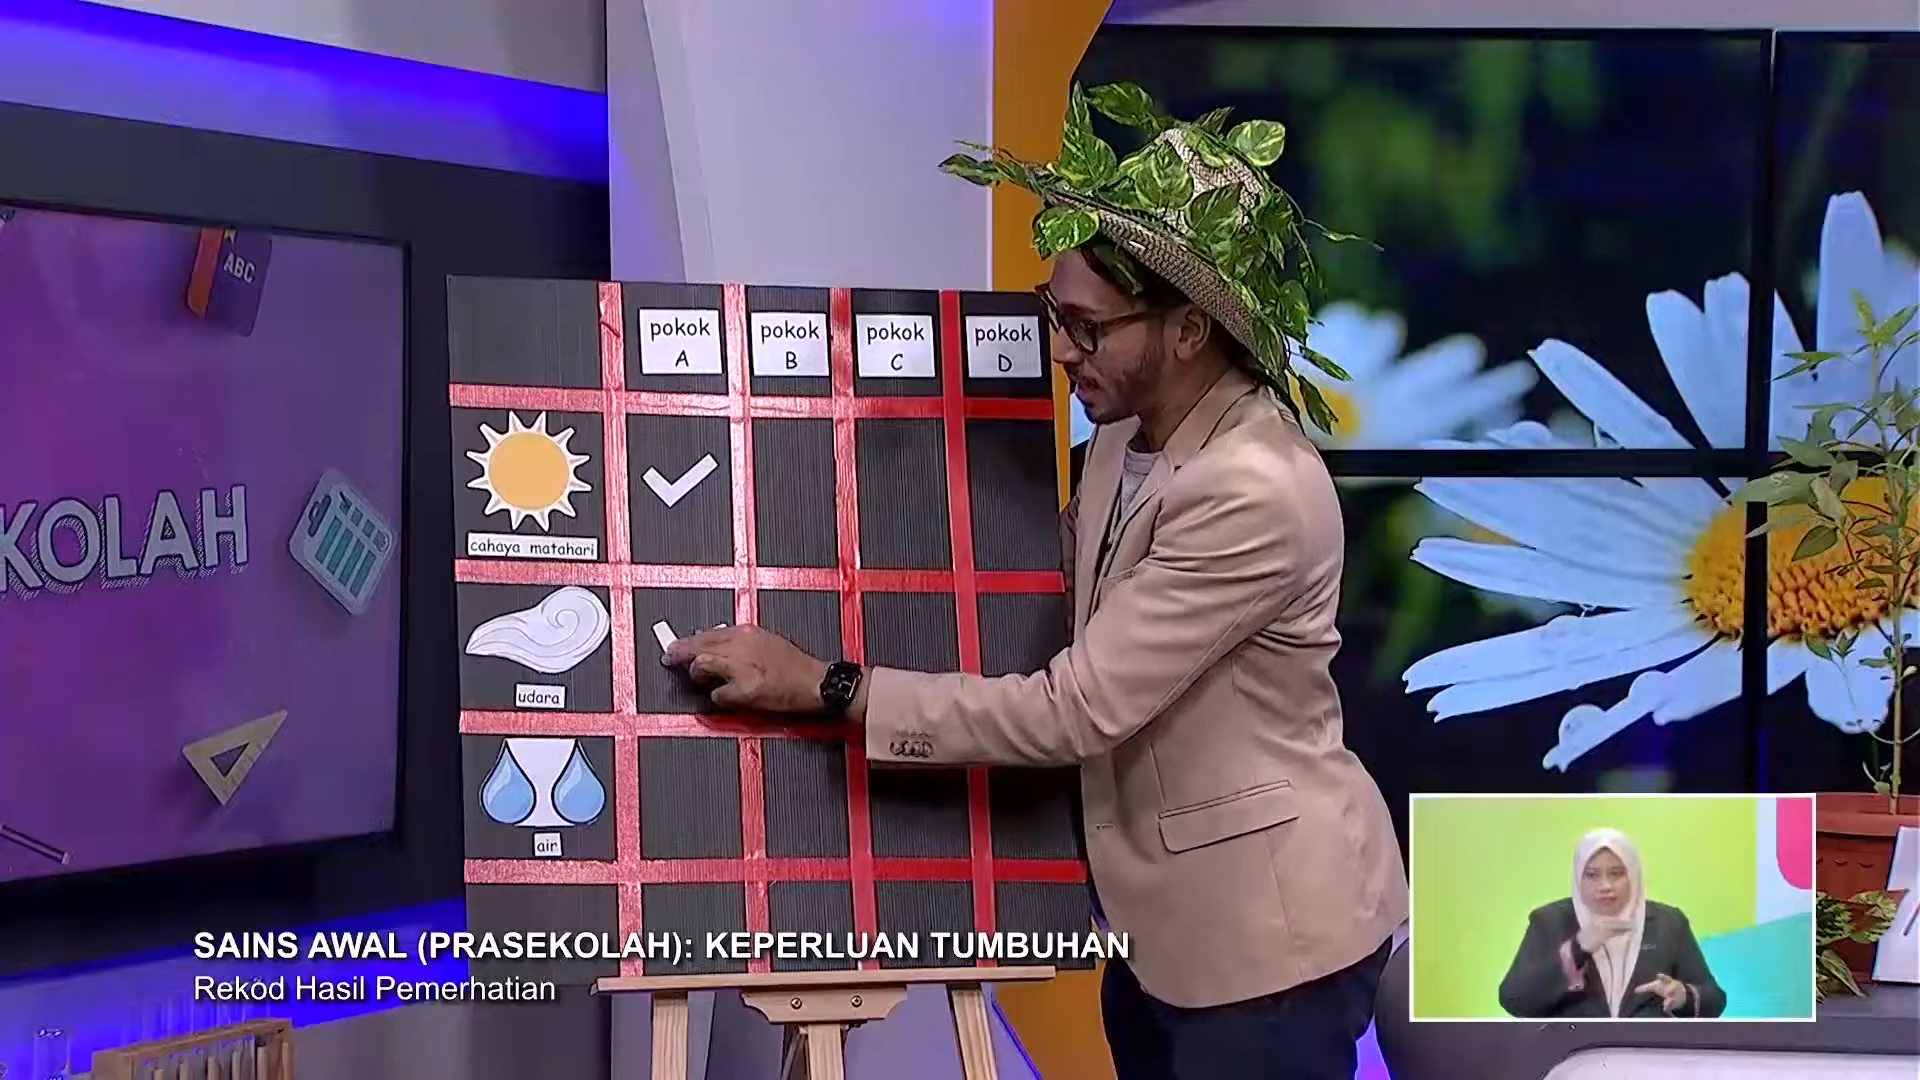 ABC
KOLAH
pokok
A
pokok
B
pokok
C
pokok
D
cahaya matahari
udara
air
SAINS AWAL (PRASEKOLAH): KEPERLUAN TUMBUHAN
Rekod Hasil Pemerhatian